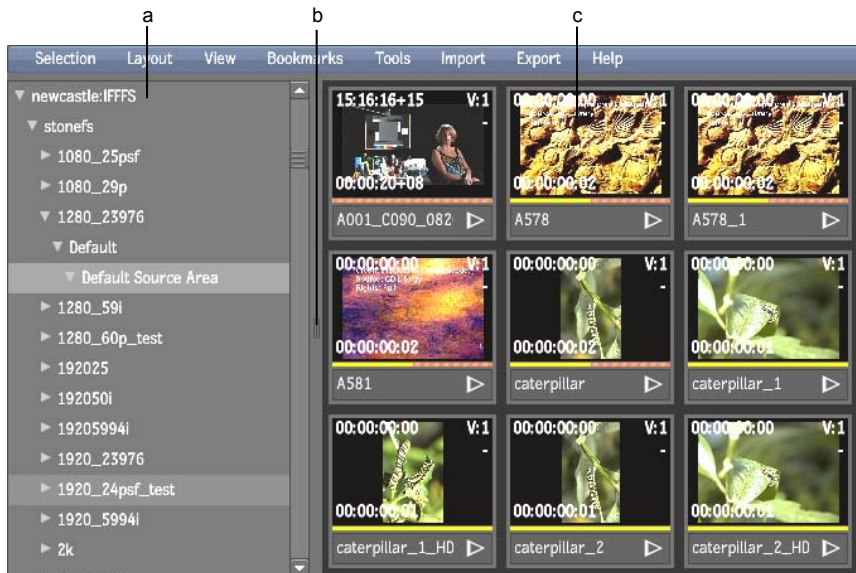 a
b
c
Selection Layout View Bookmarks Tools Import Export Help
newcastle:IFFFS
stonefs
1080_25psf
1080_29p
1280_23976
Default
Default Source Area
1280_59i
1280_60p_test
192025
192050i
19205994i
1920_23976
1920_24psf_test
1920_5994i
2k
15:16:16+15 V:1
-
00:00:20+08
A001_C090_082
00:00:00:00 V:1
-
00:00:00:02
A578
00:00:00:00 V:1
-
00:00:00:02
A578_1
00:00:00:00 V:1
-
00:00:00:02
A581
00:00:00:00 V:1
-
00:00:00:02
caterpillar
00:00:00:00 V:1
-
00:00:00:01
caterpillar_1
00:00:00:00 V:1
-
00:00:00:01
caterpillar_1_HD
00:00:00:00 V:1
-
00:00:00:01
caterpillar_2
00:00:00:00 V:1
-
00:00:00:01
caterpillar_2_HD